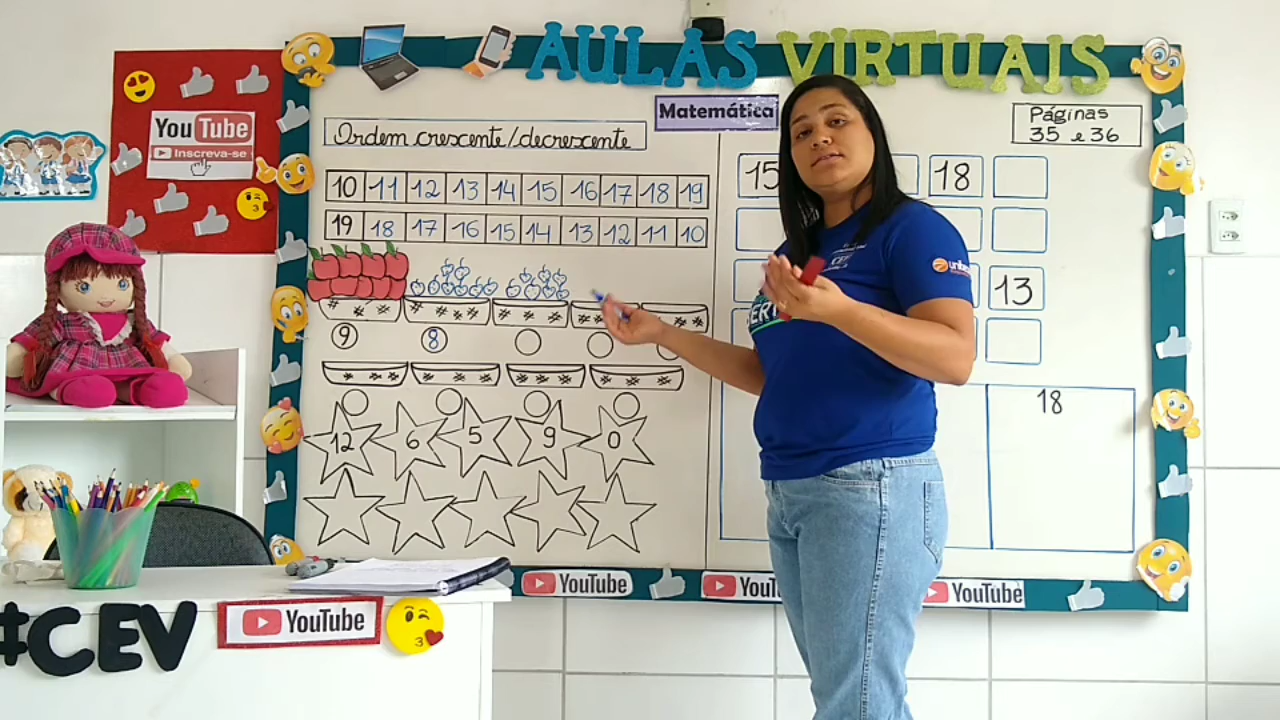 AULAS VIRTUAIS
YouTube
Inscreva-se
Matemática
Páginas
35 e 36
Ordem crescente/decrescente
10 11 12 13 14 15 16 17 18 19
19 18 17 16 15 14 13 12 11 10
15 18
13
9 8
12 6 5 9 0
18
YouTube
YouTube
#CEV
YouTube